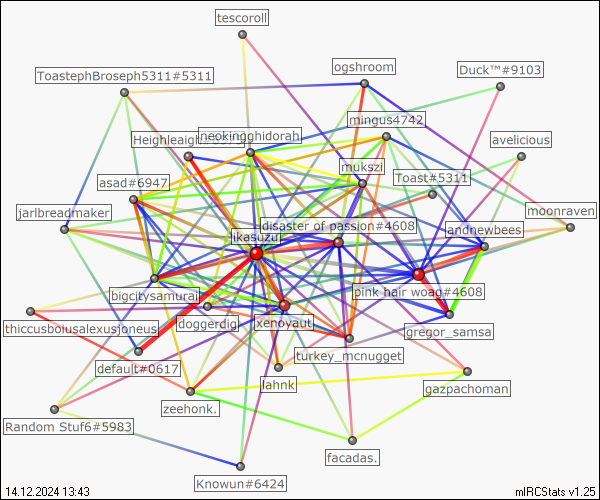 tescoroll
ogshroom
Duck™#9103
ToastephBroseph5311#5311
mingus4742
neokingghidorah
avelicious
mukszi
Toast#5311
asad#6947
jarlbreadmaker
disaster of passion#4608
moonraven
ikasuzu
andnewbees
pink hair woag#4608
bigcitysamurai
doggerdig
xenoyaut
gregor_samsa
thiccusboiusalexusjoneus
turkey_mcnugget
default#0617
lahnk
gazpachoman
zeehonk.
Random Stuf6#5983
facadas.
Knowun#6424
14.12.2024 13:43
mIRCStats v1.25